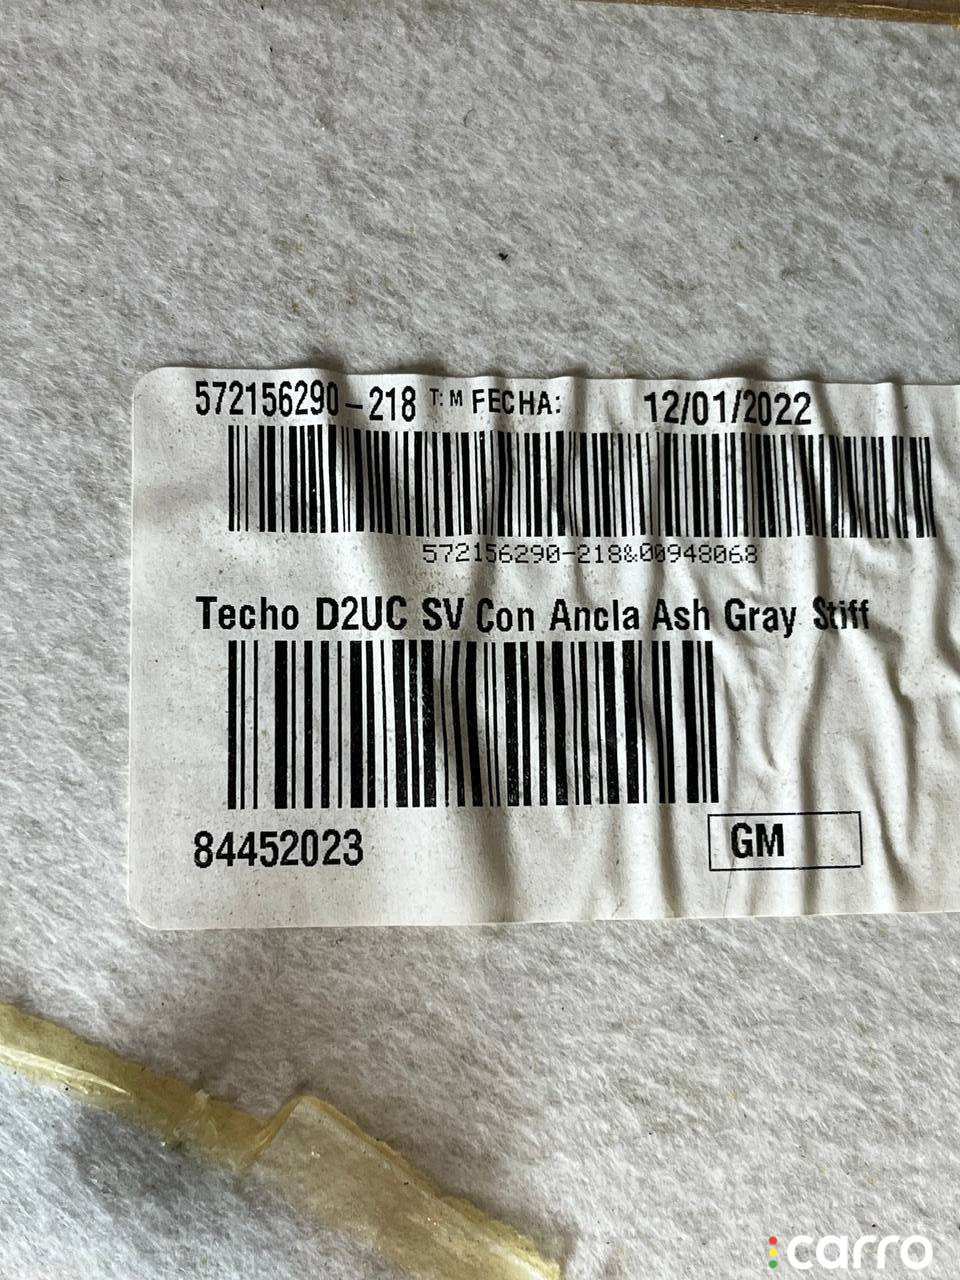 572156290-218 T: M FECHA: 12/01/2022
572156290-218&00948068
Techo D2UC SV Con Ancla Ash Gray Stiff
84452023
GM
carro